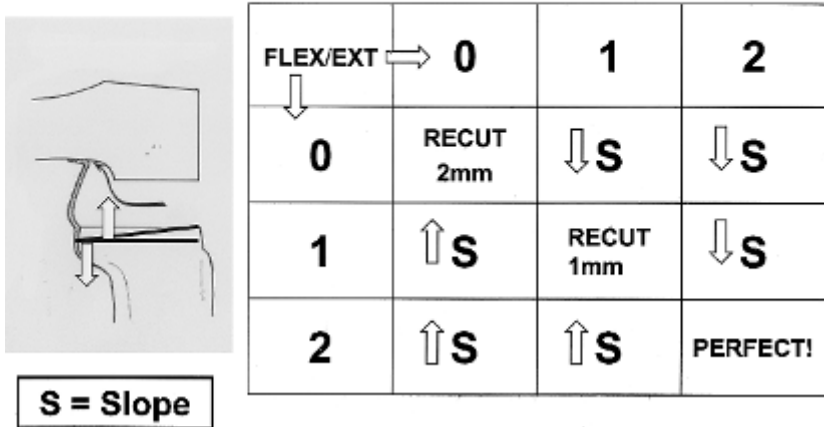 FLEX/EXT 0 1 2
0 RECUT 2mm S S
1 S RECUT 1mm S
2 S S PERFECT!
S = Slope